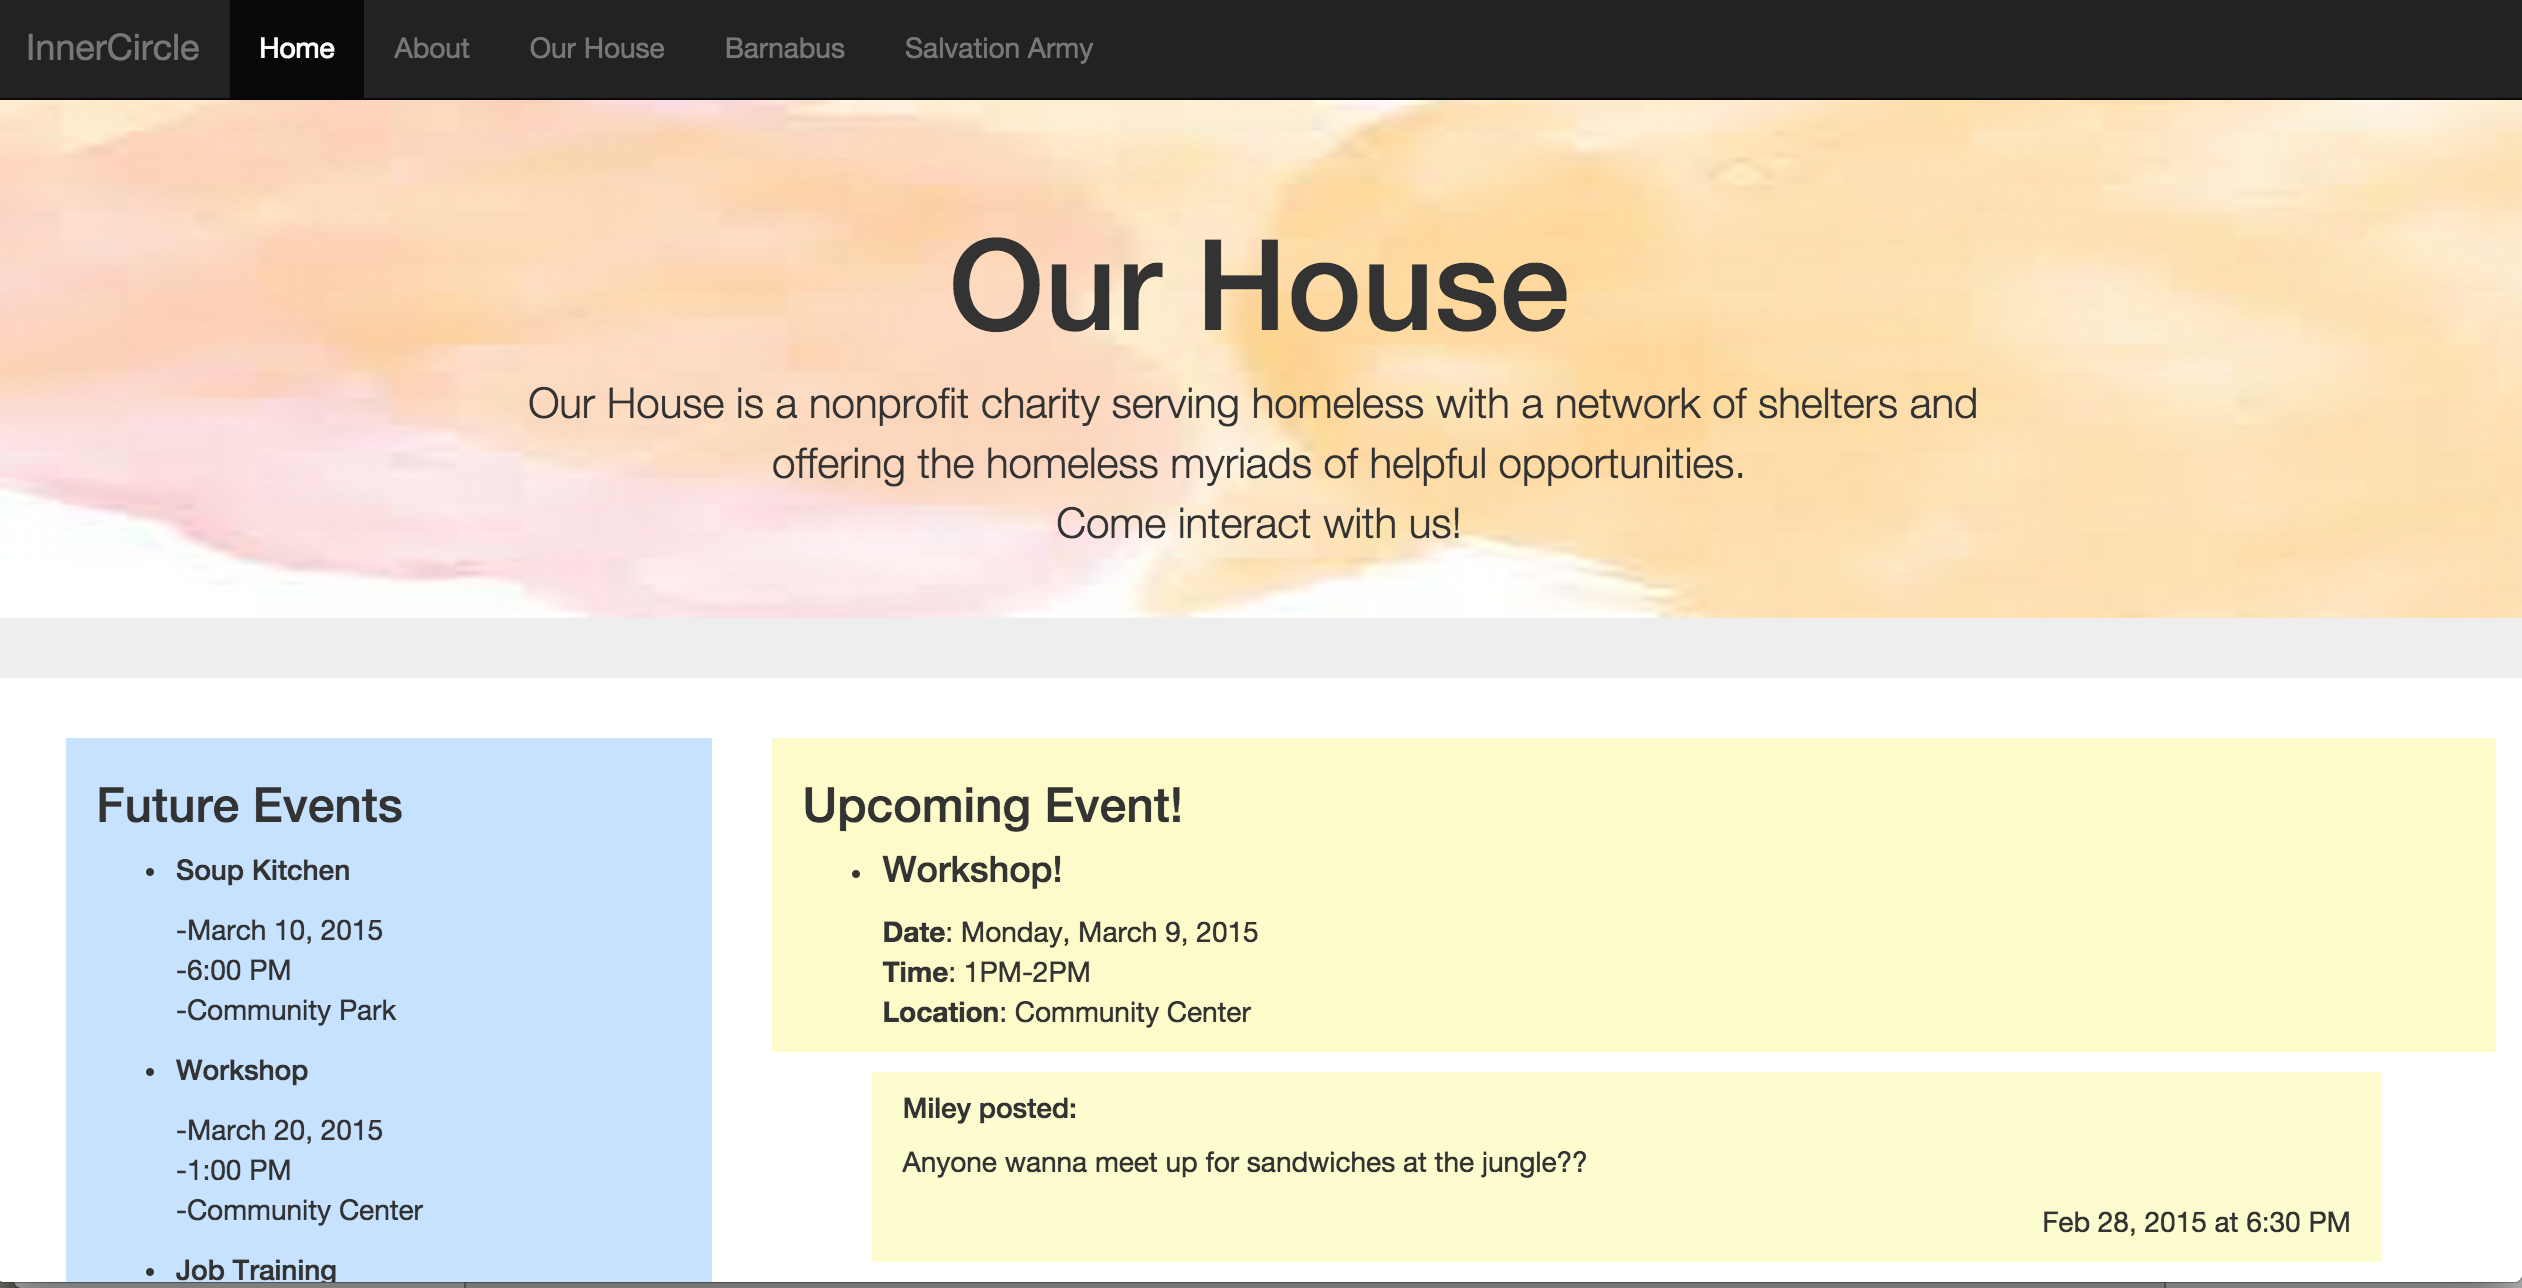 InnerCircle Home About Our House Barnabus Salvation Army
Our House
Our House is a nonprofit charity serving homeless with a network of shelters and
offering the homeless myriads of helpful opportunities.
Come interact with us!
Future Events
• Soup Kitchen
-March 10, 2015
-6:00 PM
-Community Park
• Workshop
-March 20, 2015
-1:00 PM
-Community Center
• Job Training
Upcoming Event!
• Workshop!
Date: Monday, March 9, 2015
Time: 1PM-2PM
Location: Community Center
Miley posted:
Anyone wanna meet up for sandwiches at the jungle??
Feb 28, 2015 at 6:30 PM